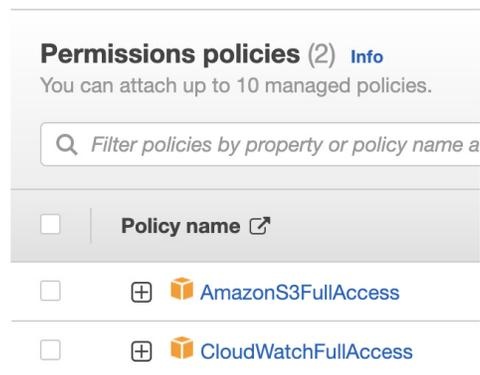 Permissions policies (2) Info
You can attach up to 10 managed policies.
Filter policies by property or policy name a
Policy name
AmazonS3FullAccess
CloudWatchFullAccess